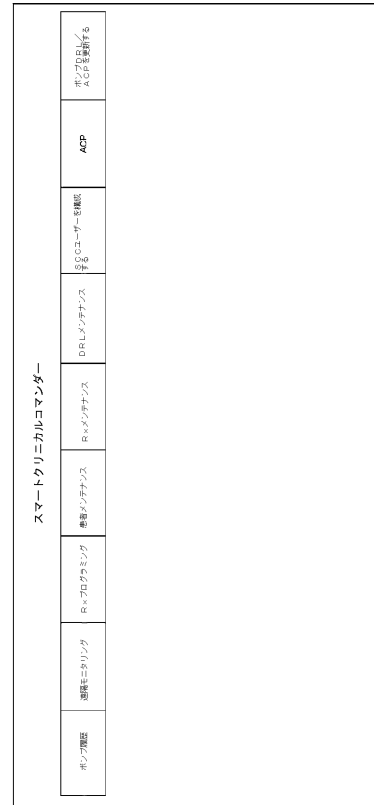 スマートクリニカルコマンダー
ポンプ履歴
遠隔モニタリング
Rxプログラミング
患者メンテナンス
Rxメンテナンス
DRLメンテナンス
SCCユーザーを構成
する
ACP
ポンプDRL/
ACPを更新する